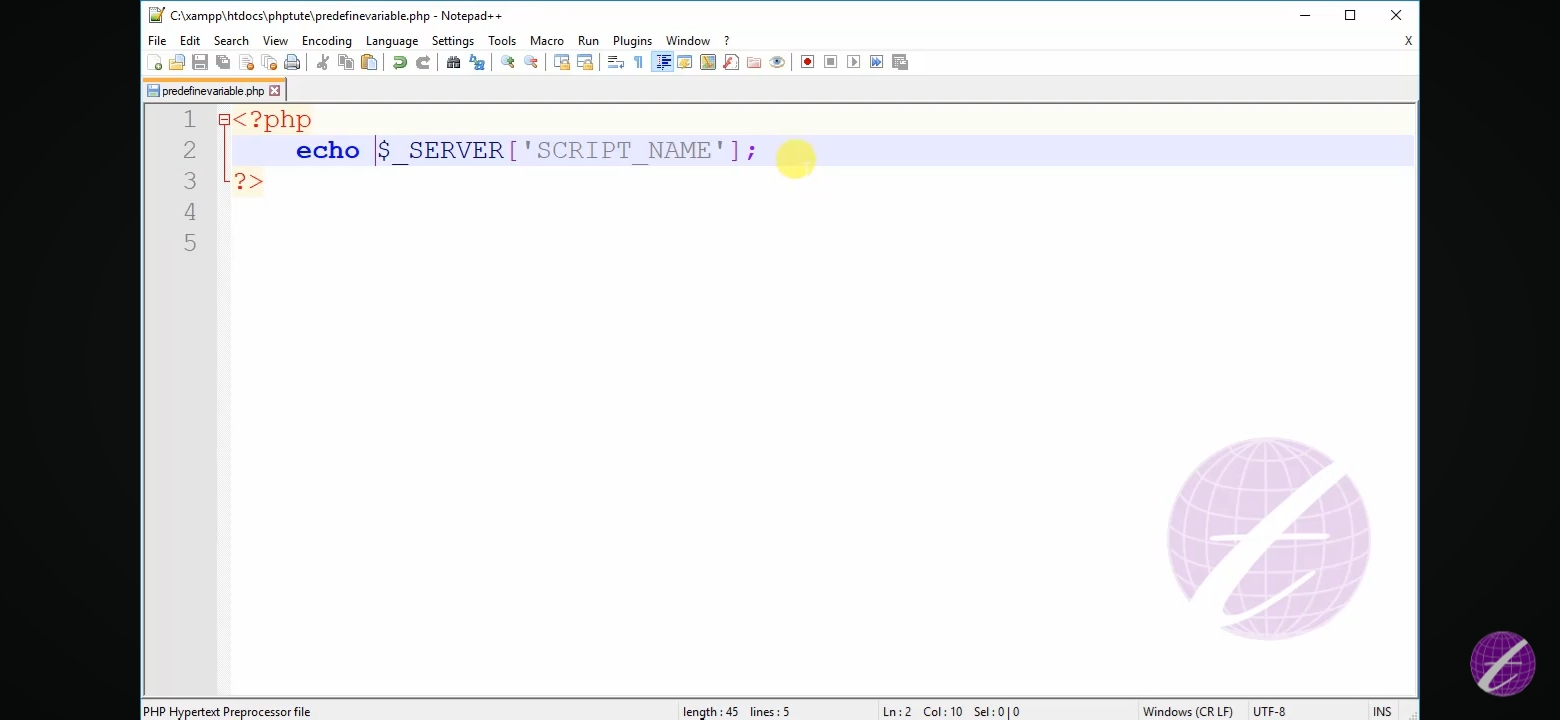 C:\xampp\htdocs\phptute\predefinevariable.php - Notepad++
File Edit Search View Encoding Language Settings Tools Macro Run Plugins Window ? X
predefinevariable.php
1 <?php
2 echo $_SERVER['SCRIPT_NAME'];
3 ?>
4
5
PHP Hypertext Preprocessor file length : 45 lines : 5 Ln : 2 Col : 10 Sel : 0 | 0 Windows (CR LF) UTF-8 INS